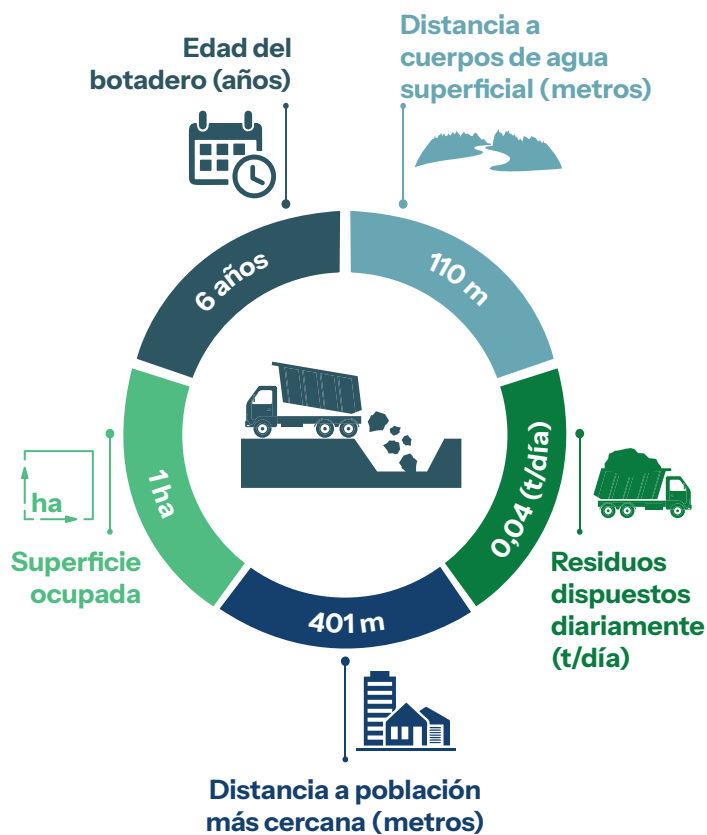 Edad del
botadero (años)
Distancia a
cuerpos de agua
superficial (metros)
6 años
110 m
1 ha
0,04 (t/día)
401 m
ha
Superficie
ocupada
Residuos
dispuestos
diariamente
(t/día)
Distancia a población
más cercana (metros)